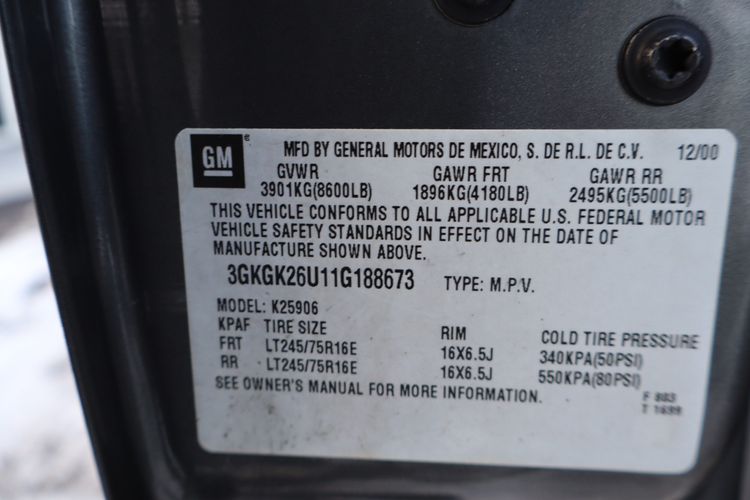 GM ® MFD BY GENERAL MOTORS DE MEXICO, S. DE R.L. DE C.V. 12/00
GVWR GAWR FRT GAWR RR
3901KG(8600LB) 1896KG(4180LB) 2495KG(5500LB)
THIS VEHICLE CONFORMS TO ALL APPLICABLE U.S. FEDERAL MOTOR
VEHICLE SAFETY STANDARDS IN EFFECT ON THE DATE OF
MANUFACTURE SHOWN ABOVE.
3GKGK26U11G188673 TYPE: M.P.V.
MODEL: K25906
KPAF TIRE SIZE RIM COLD TIRE PRESSURE
FRT LT245/75R16E 16X6.5J 340KPA(50PSI)
RR LT245/75R16E 16X6.5J 550KPA(80PSI)
SEE OWNER'S MANUAL FOR MORE INFORMATION.
F 803
T 1699